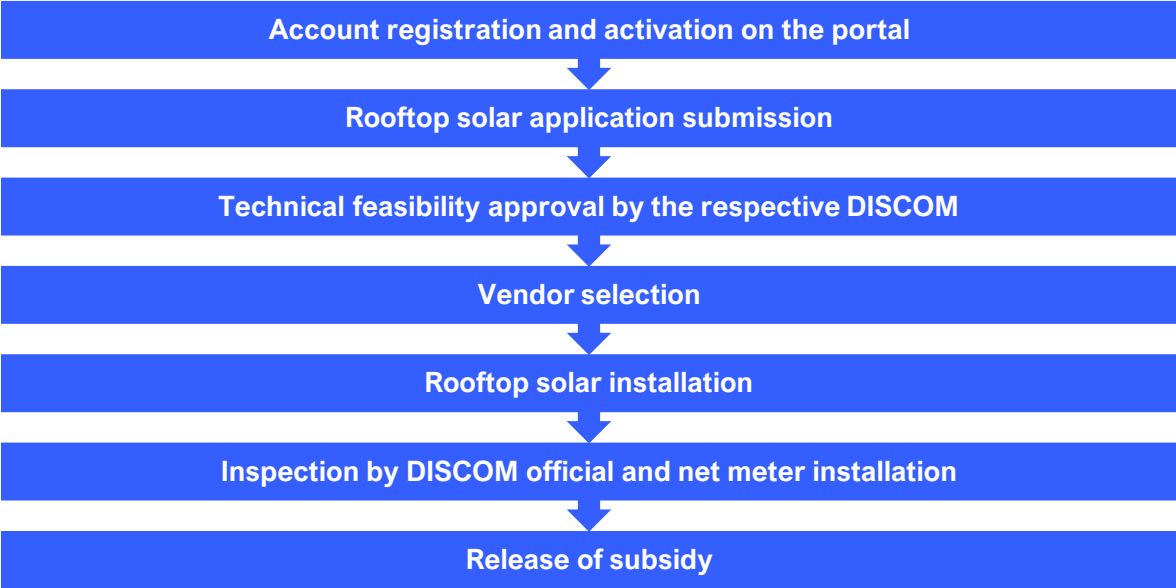 Account registration and activation on the portal
Rooftop solar application submission
Technical feasibility approval by the respective DISCOM
Vendor selection
Rooftop solar installation
Inspection by DISCOM official and net meter installation
Release of subsidy